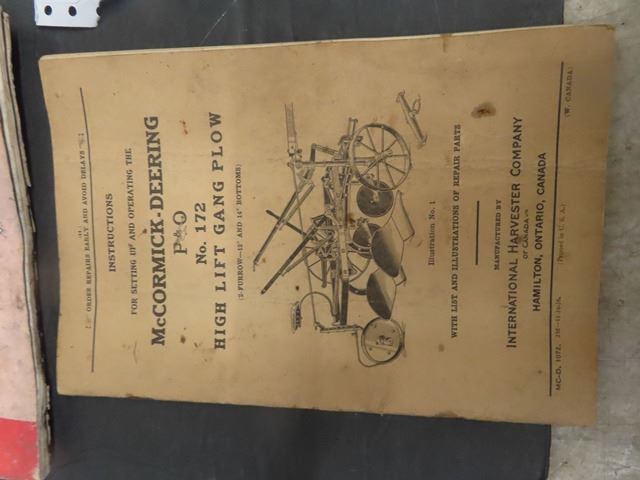 ORDER REPAIRS EARLY AND AVOID DELAYS
INSTRUCTIONS
FOR SETTING UP AND OPERATING THE
McCORMICK-DEERING
P&O
No. 172
HIGH LIFT GANG PLOW
(2-FURROW—12" AND 14" BOTTOMS)
Illustration No. 1
WITH LIST AND ILLUSTRATIONS OF REPAIR PARTS
MANUFACTURED BY
INTERNATIONAL HARVESTER COMPANY
OF CANADA
HAMILTON, ONTARIO, CANADA
(Printed in U. S. A.)
MC-D. 1072.
(W. CANADA)